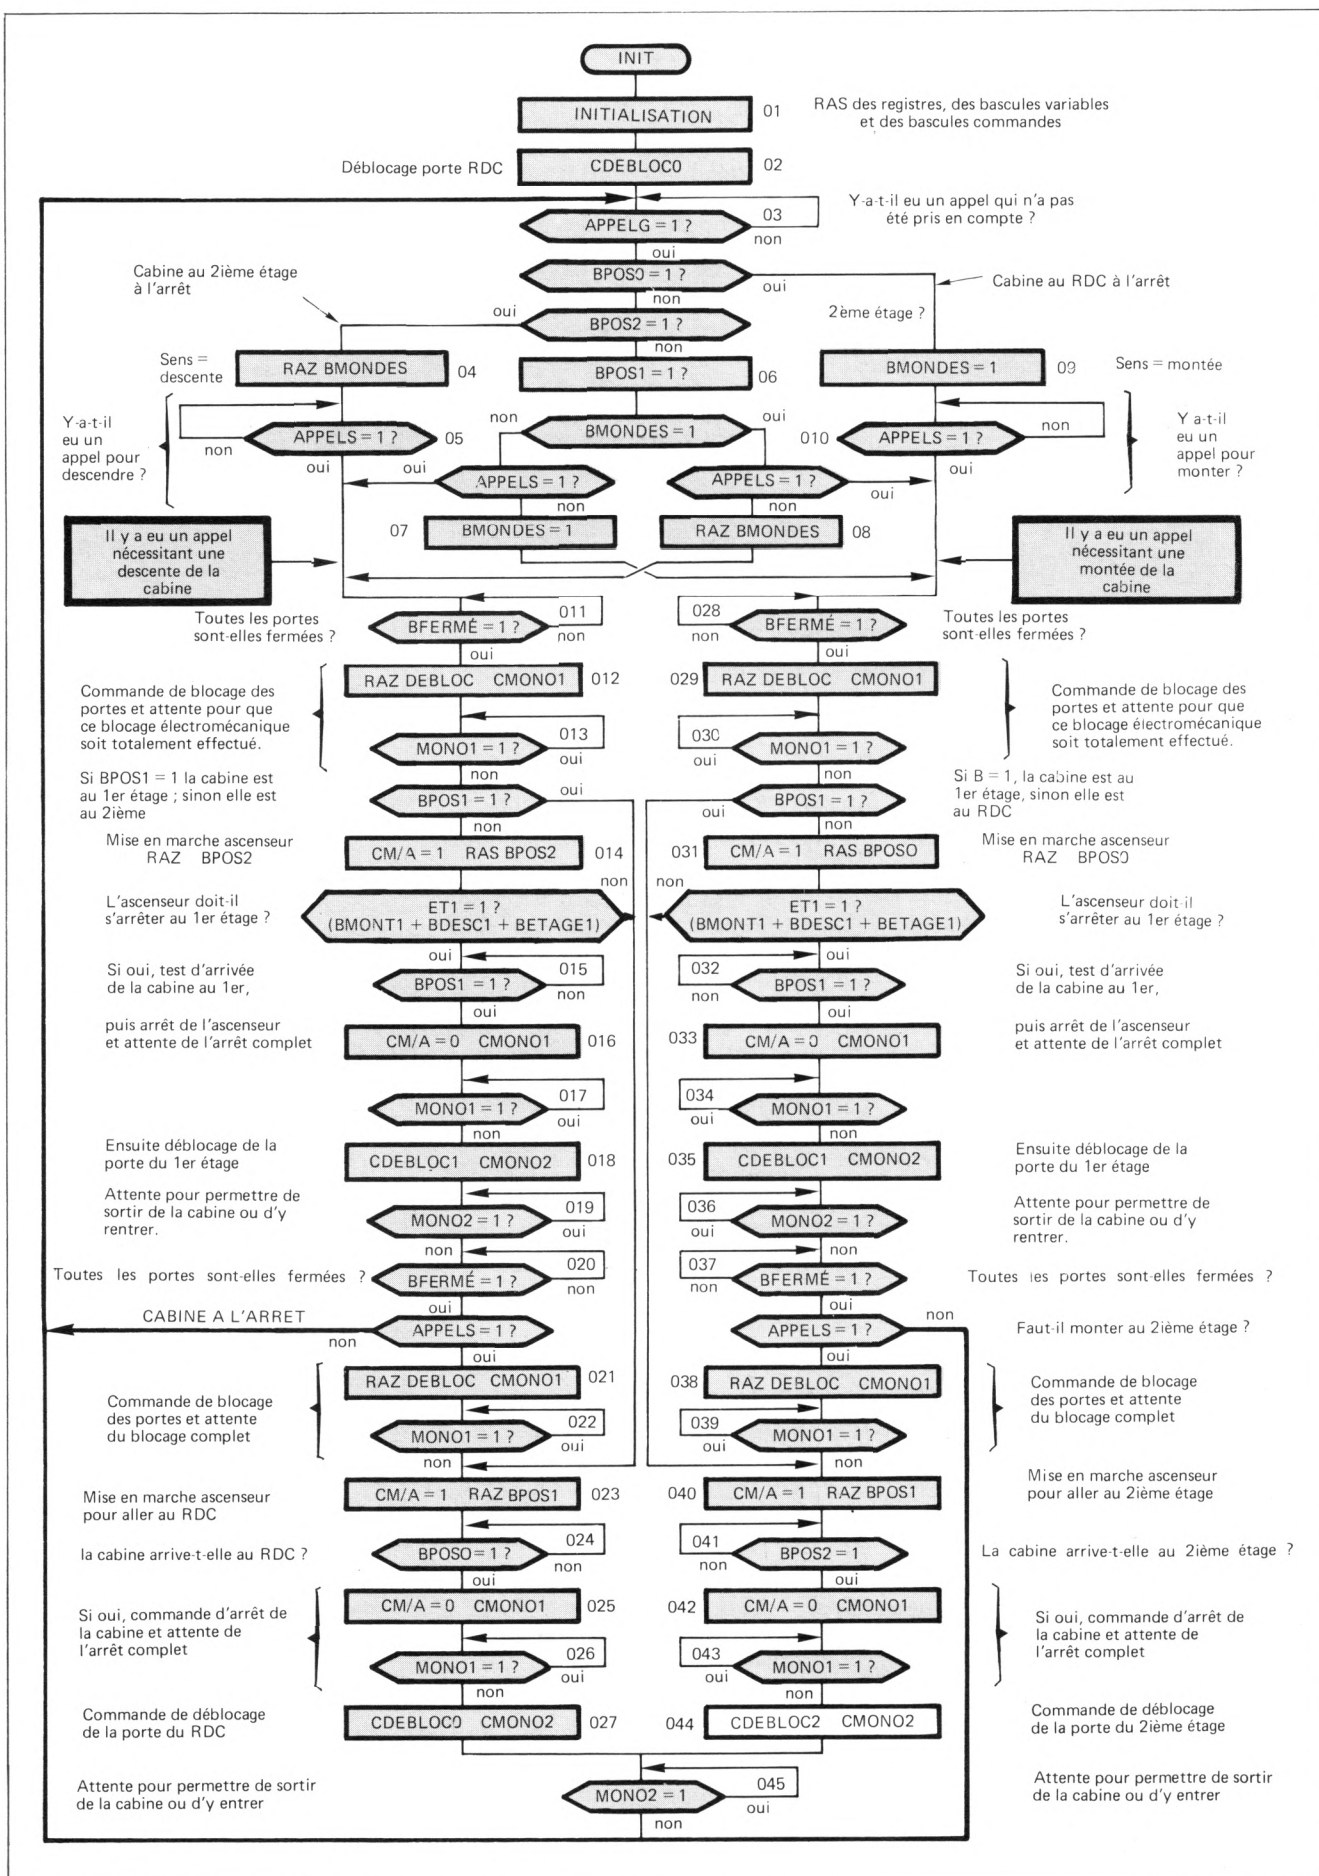 INIT
INITIALISATION
01
RAS des registres, des bascules variables
et des bascules commandes
Déblocage porte RDC
CDEBLOC0
02
APPELG = 1 ?
03
non
oui
Y-a-t-il eu un appel qui n'a pas
été pris en compte ?
Cabine au 2ième étage
à l'arrêt
BPOS0 = 1 ?
oui
non
Cabine au RDC à l'arrêt
oui
BPOS2 = 1 ?
non
2ème étage ?
Sens =
descente
RAZ BMONDES
04
BPOS1 = 1 ?
06
BMONDES = 1
09
Sens = montée
Y-a-t-il
eu un
appel pour
descendre ?
non
APPELS = 1 ?
05
oui
non
BMONDES = 1
oui
010
APPELS = 1 ?
non
oui
Y a-t-il
eu un
appel pour
monter ?
oui
APPELS = 1 ?
non
APPELS = 1 ?
oui
non
07
BMONDES = 1
RAZ BMONDES
08
Il y a eu un appel
nécessitant une
descente de la
cabine
Il y a eu un appel
nécessitant une
montée de la
cabine
Toutes les portes
sont-elles fermées ?
BFERMÉ = 1 ?
011
non
oui
028
non
BFERMÉ = 1 ?
oui
Toutes les portes
sont-elles fermées ?
Commande de blocage des
portes et attente pour que
ce blocage électromécanique
soit totalement effectué.
RAZ DEBLOC CMONO1
012
029
RAZ DEBLOC CMONO1
Commande de blocage des
portes et attente pour que
ce blocage électromécanique
soit totalement effectué.
MONO1 = 1 ?
013
oui
non
030
oui
MONO1 = 1 ?
non
Si BPOS1 = 1 la cabine est
au 1er étage ; sinon elle est
au 2ième
BPOS1 = 1 ?
oui
non
oui
BPOS1 = 1 ?
non
Si B = 1, la cabine est au
1er étage, sinon elle est
au RDC
Mise en marche ascenseur
RAZ BPOS2
CM/A = 1 RAS BPOS2
014
031
CM/A = 1 RAS BPOS0
Mise en marche ascenseur
RAZ BPOS0
L'ascenseur doit-il
s'arrêter au 1er étage ?
ET1 = 1 ?
(BMONT1 + BDESC1 + BETAGE1)
non
oui
non
ET1 = 1 ?
(BMONT1 + BDESC1 + BETAGE1)
oui
L'ascenseur doit-il
s'arrêter au 1er étage ?
Si oui, test d'arrivée
de la cabine au 1er,
BPOS1 = 1 ?
015
non
oui
032
non
BPOS1 = 1 ?
oui
Si oui, test d'arrivée
de la cabine au 1er,
puis arrêt de l'ascenseur
et attente de l'arrêt complet
CM/A = 0 CMONO1
016
033
CM/A = 0 CMONO1
puis arrêt de l'ascenseur
et attente de l'arrêt complet
MONO1 = 1 ?
017
oui
non
034
oui
MONO1 = 1 ?
non
Ensuite déblocage de la
porte du 1er étage
CDEBLOC1 CMONO2
018
035
CDEBLOC1 CMONO2
Ensuite déblocage de la
porte du 1er étage
Attente pour permettre de
sortir de la cabine ou d'y
rentrer.
MONO2 = 1 ?
019
oui
non
036
oui
MONO2 = 1 ?
non
Attente pour permettre de
sortir de la cabine ou d'y
rentrer.
Toutes les portes sont-elles fermées ?
BFERMÉ = 1 ?
020
non
oui
037
non
BFERMÉ = 1 ?
oui
Toutes les portes sont-elles fermées ?
CABINE A L'ARRET
non
APPELS = 1 ?
oui
APPELS = 1 ?
non
oui
Faut-il monter au 2ième étage ?
Commande de blocage
des portes et attente
du blocage complet
RAZ DEBLOC CMONO1
021
038
RAZ DEBLOC CMONO1
Commande de blocage
des portes et attente
du blocage complet
MONO1 = 1 ?
022
oui
non
039
oui
MONO1 = 1 ?
non
Mise en marche ascenseur
pour aller au RDC
CM/A = 1 RAZ BPOS1
023
040
CM/A = 1 RAZ BPOS1
Mise en marche ascenseur
pour aller au 2ième étage
la cabine arrive-t-elle au RDC ?
BPOSO = 1 ?
024
non
oui
041
non
BPOS2 = 1
oui
La cabine arrive-t-elle au 2ième étage ?
Si oui, commande d'arrêt de
la cabine et attente de
l'arrêt complet
CM/A = 0 CMONO1
025
042
CM/A = 0 CMONO1
Si oui, commande d'arrêt de
la cabine et attente de
l'arrêt complet
MONO1 = 1 ?
026
oui
non
043
oui
MONO1 = 1 ?
non
Commande de déblocage
de la porte du RDC
CDEBLOC0 CMONO2
027
044
CDEBLOC2 CMONO2
Commande de déblocage
de la porte du 2ième étage
Attente pour permettre de sortir
de la cabine ou d'y entrer
MONO2 = 1
045
oui
non
Attente pour permettre de sortir
de la cabine ou d'y entrer